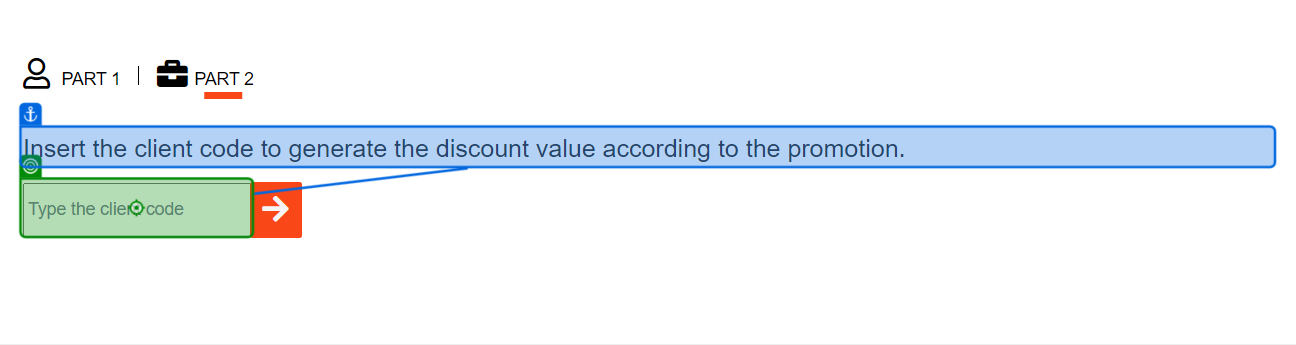 PART 1 | PART 2
Insert the client code to generate the discount value according to the promotion.
Type the client code